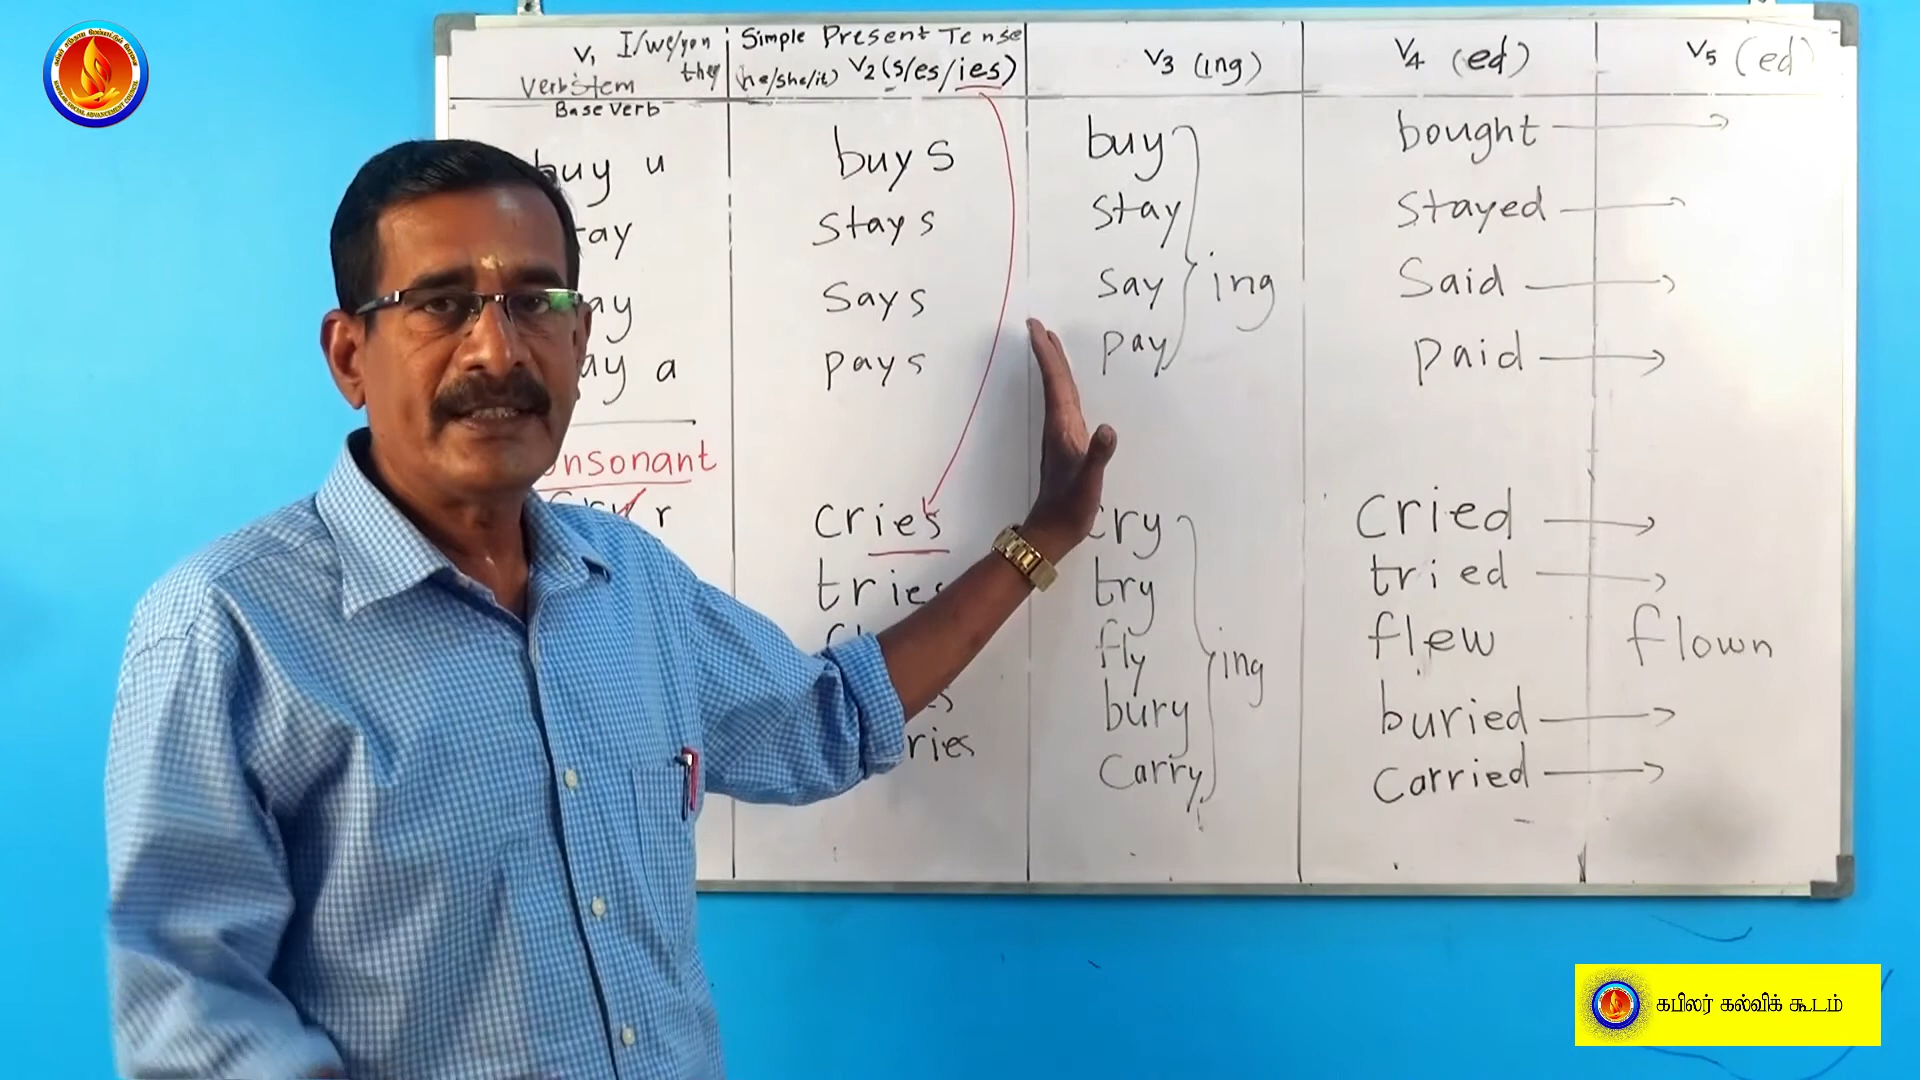 V1 I/we/you they
Verb stem
Base Verb
Simple Present Tense
(he/she/it) V2 (s/es/ies)
V3 (ing)
V4 (ed)
V5 (ed)
buy u
buys
buy
bought
stays
stay
stayed
says
say
ing
said
pays
pay
paid
a
cries
cry
cried
r
tries
try
tried
fly
ing
flew
flown
bury
buried
carry
carried
கபிலர் கல்விக் கூடம்